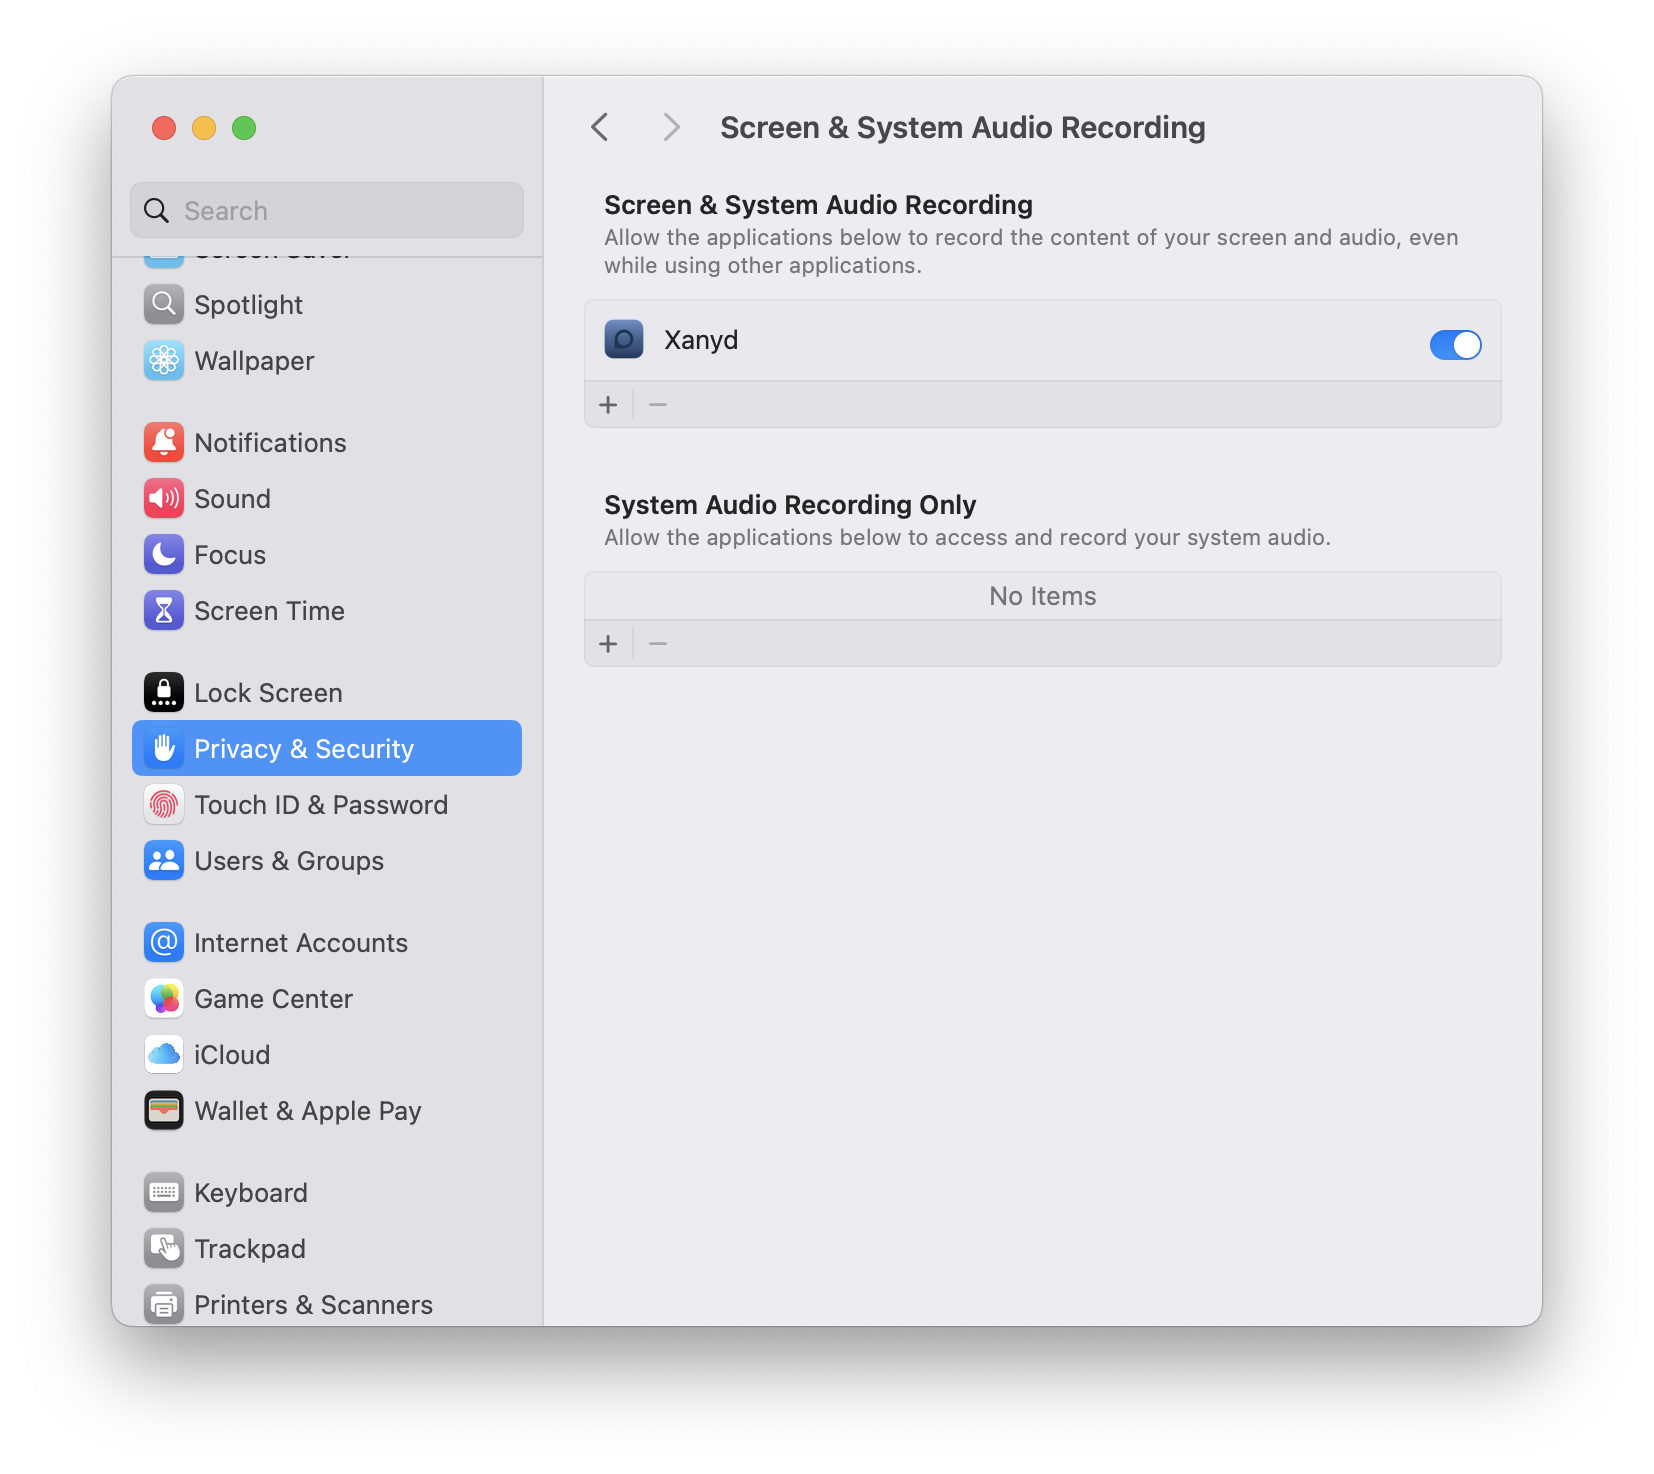 Search
Screen Saver
Spotlight
Wallpaper
Notifications
Sound
Focus
Screen Time
Lock Screen
Privacy & Security
Touch ID & Password
Users & Groups
Internet Accounts
Game Center
iCloud
Wallet & Apple Pay
Keyboard
Trackpad
Printers & Scanners
Screen & System Audio Recording
Screen & System Audio Recording
Allow the applications below to record the content of your screen and audio, even
while using other applications.
Xanyd
System Audio Recording Only
Allow the applications below to access and record your system audio.
No Items